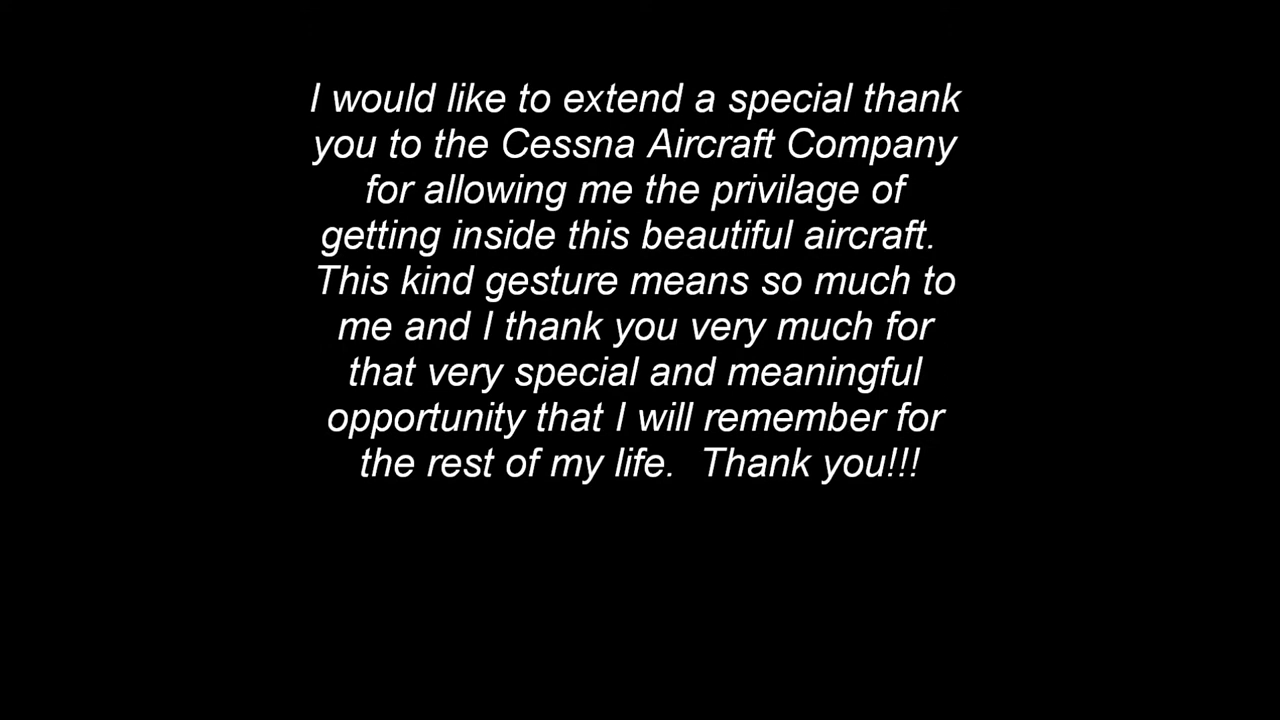 I would like to extend a special thank
you to the Cessna Aircraft Company
for allowing me the privilage of
getting inside this beautiful aircraft.
This kind gesture means so much to
me and I thank you very much for
that very special and meaningful
opportunity that I will remember for
the rest of my life.  Thank you!!!